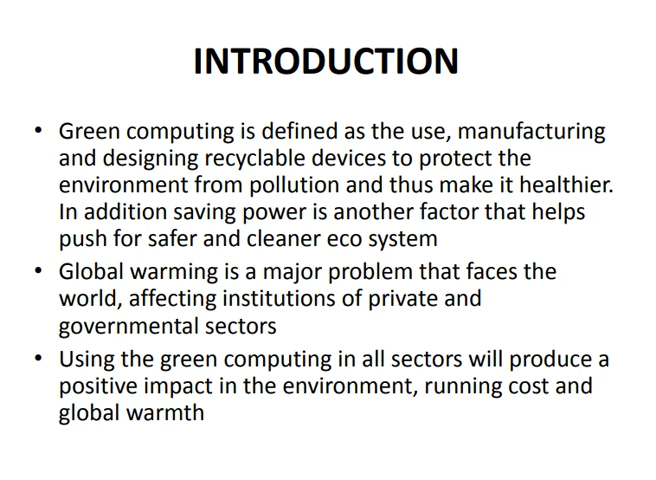 INTRODUCTION
• Green computing is defined as the use, manufacturing
and designing recyclable devices to protect the
environment from pollution and thus make it healthier.
In addition saving power is another factor that helps
push for safer and cleaner eco system
• Global warming is a major problem that faces the
world, affecting institutions of private and
governmental sectors
• Using the green computing in all sectors will produce a
positive impact in the environment, running cost and
global warmth